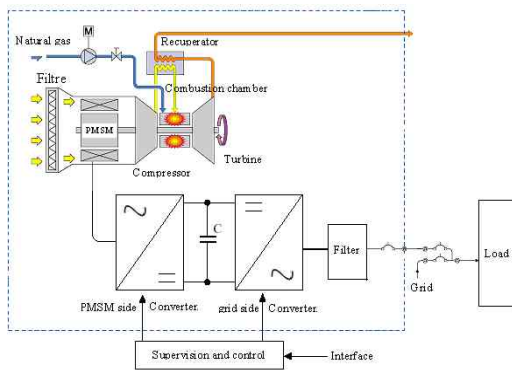 M
Natural gas
Recuperator
Filtre
Combustion chamber
PMSM
Turbine
Compressor
C
Filter
Load
Grid
PMSM side Converter.
grid side Converter.
Supervision and control
Interface